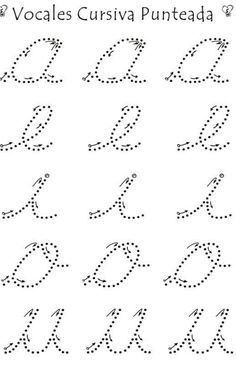 Vocales Cursiva Punteada
a a a
e e e
i i i
o o o
u u u